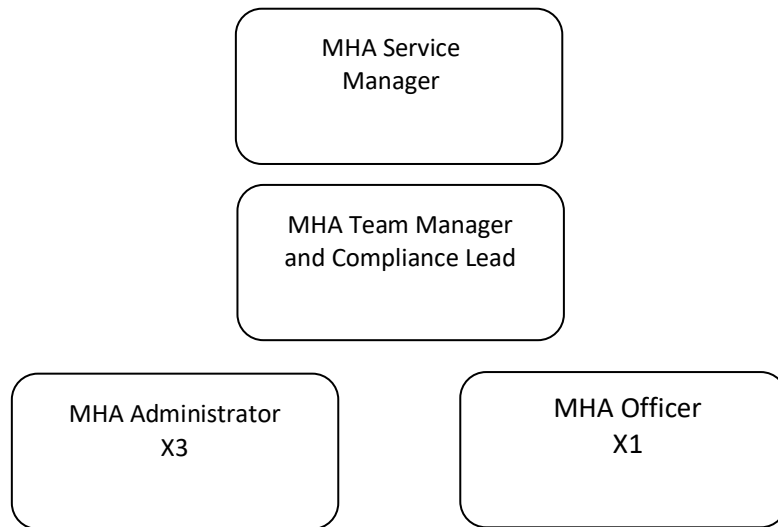 MHA Service
Manager
MHA Team Manager
and Compliance Lead
MHA Administrator
X3
MHA Officer
X1